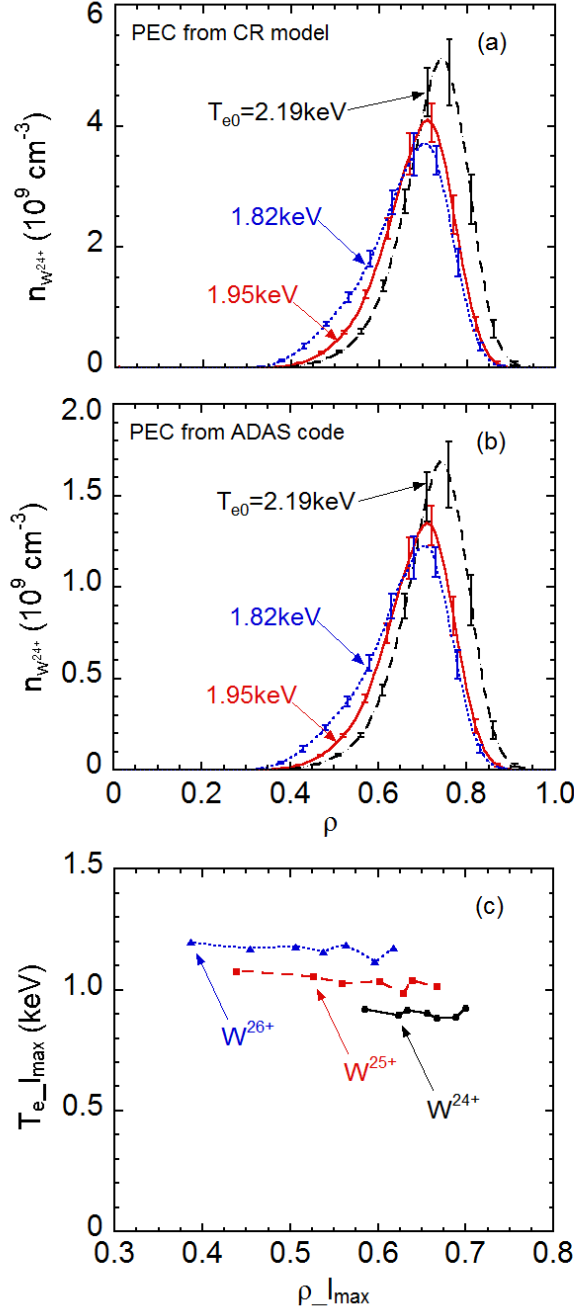 PEC from CR model
(a)
T_e0=2.19keV
1.82keV
1.95keV
n_W^24+ (10^9 cm^-3)
6
4
2
0
PEC from ADAS code
(b)
T_e0=2.19keV
1.82keV
1.95keV
n_W^24+ (10^9 cm^-3)
2.0
1.5
1.0
0.5
0
0 0.2 0.4 0.6 0.8 1.0
ρ
(c)
W^26+
W^25+
W^24+
T_e_I_max (keV)
1.5
1.0
0.5
0
0.3 0.4 0.5 0.6 0.7 0.8
ρ_I_max